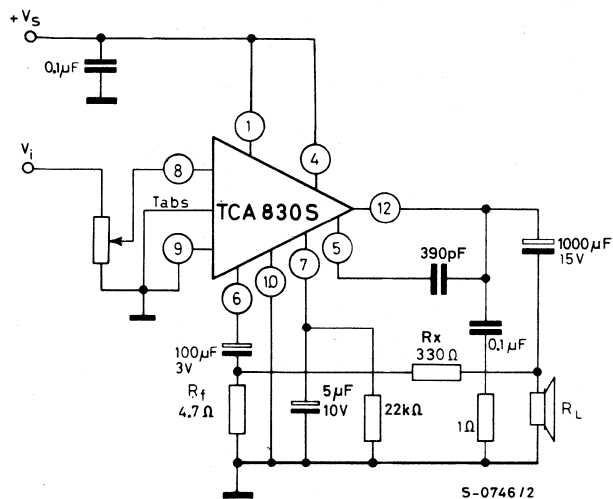 +Vs
0.1µF
Vi
1
4
8
Tabs
TCA 830S
12
9
5
7
10
6
390pF
1000µF
15V
100µF
3V
Rx
330Ω
0.1µF
Rf
4.7Ω
5µF
10V
22kΩ
1Ω
RL
S-0746/2